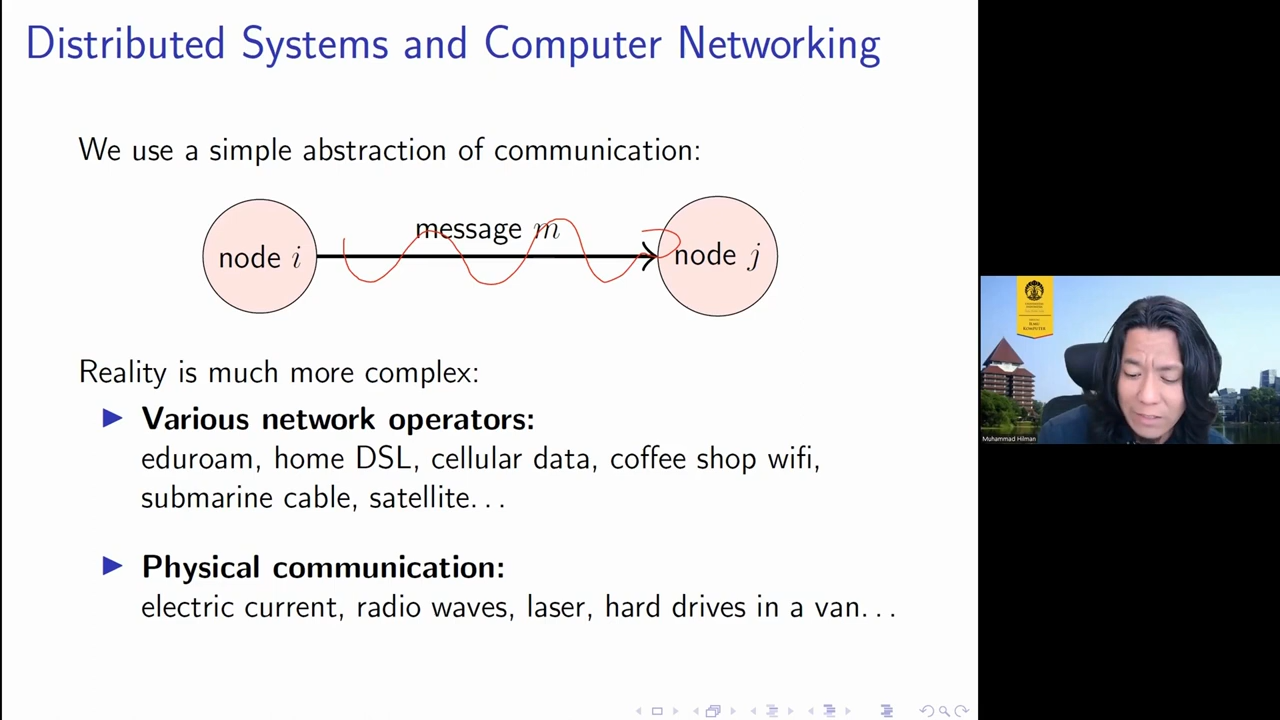 Distributed Systems and Computer Networking
We use a simple abstraction of communication:
message m
node i
node j
Reality is much more complex:
Various network operators:
eduroam, home DSL, cellular data, coffee shop wifi,
submarine cable, satellite. . .
Physical communication:
electric current, radio waves, laser, hard drives in a van. . .
ILMU
KOMPUTER
Muhammad Hilman